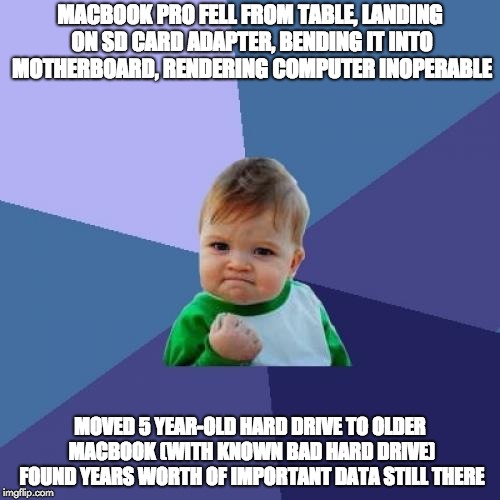 MACBOOK PRO FELL FROM TABLE, LANDING
ON SD CARD ADAPTER, BENDING IT INTO
MOTHERBOARD, RENDERING COMPUTER INOPERABLE
MOVED 5 YEAR-OLD HARD DRIVE TO OLDER
MACBOOK (WITH KNOWN BAD HARD DRIVE)
FOUND YEARS WORTH OF IMPORTANT DATA STILL THERE
imgflip.com